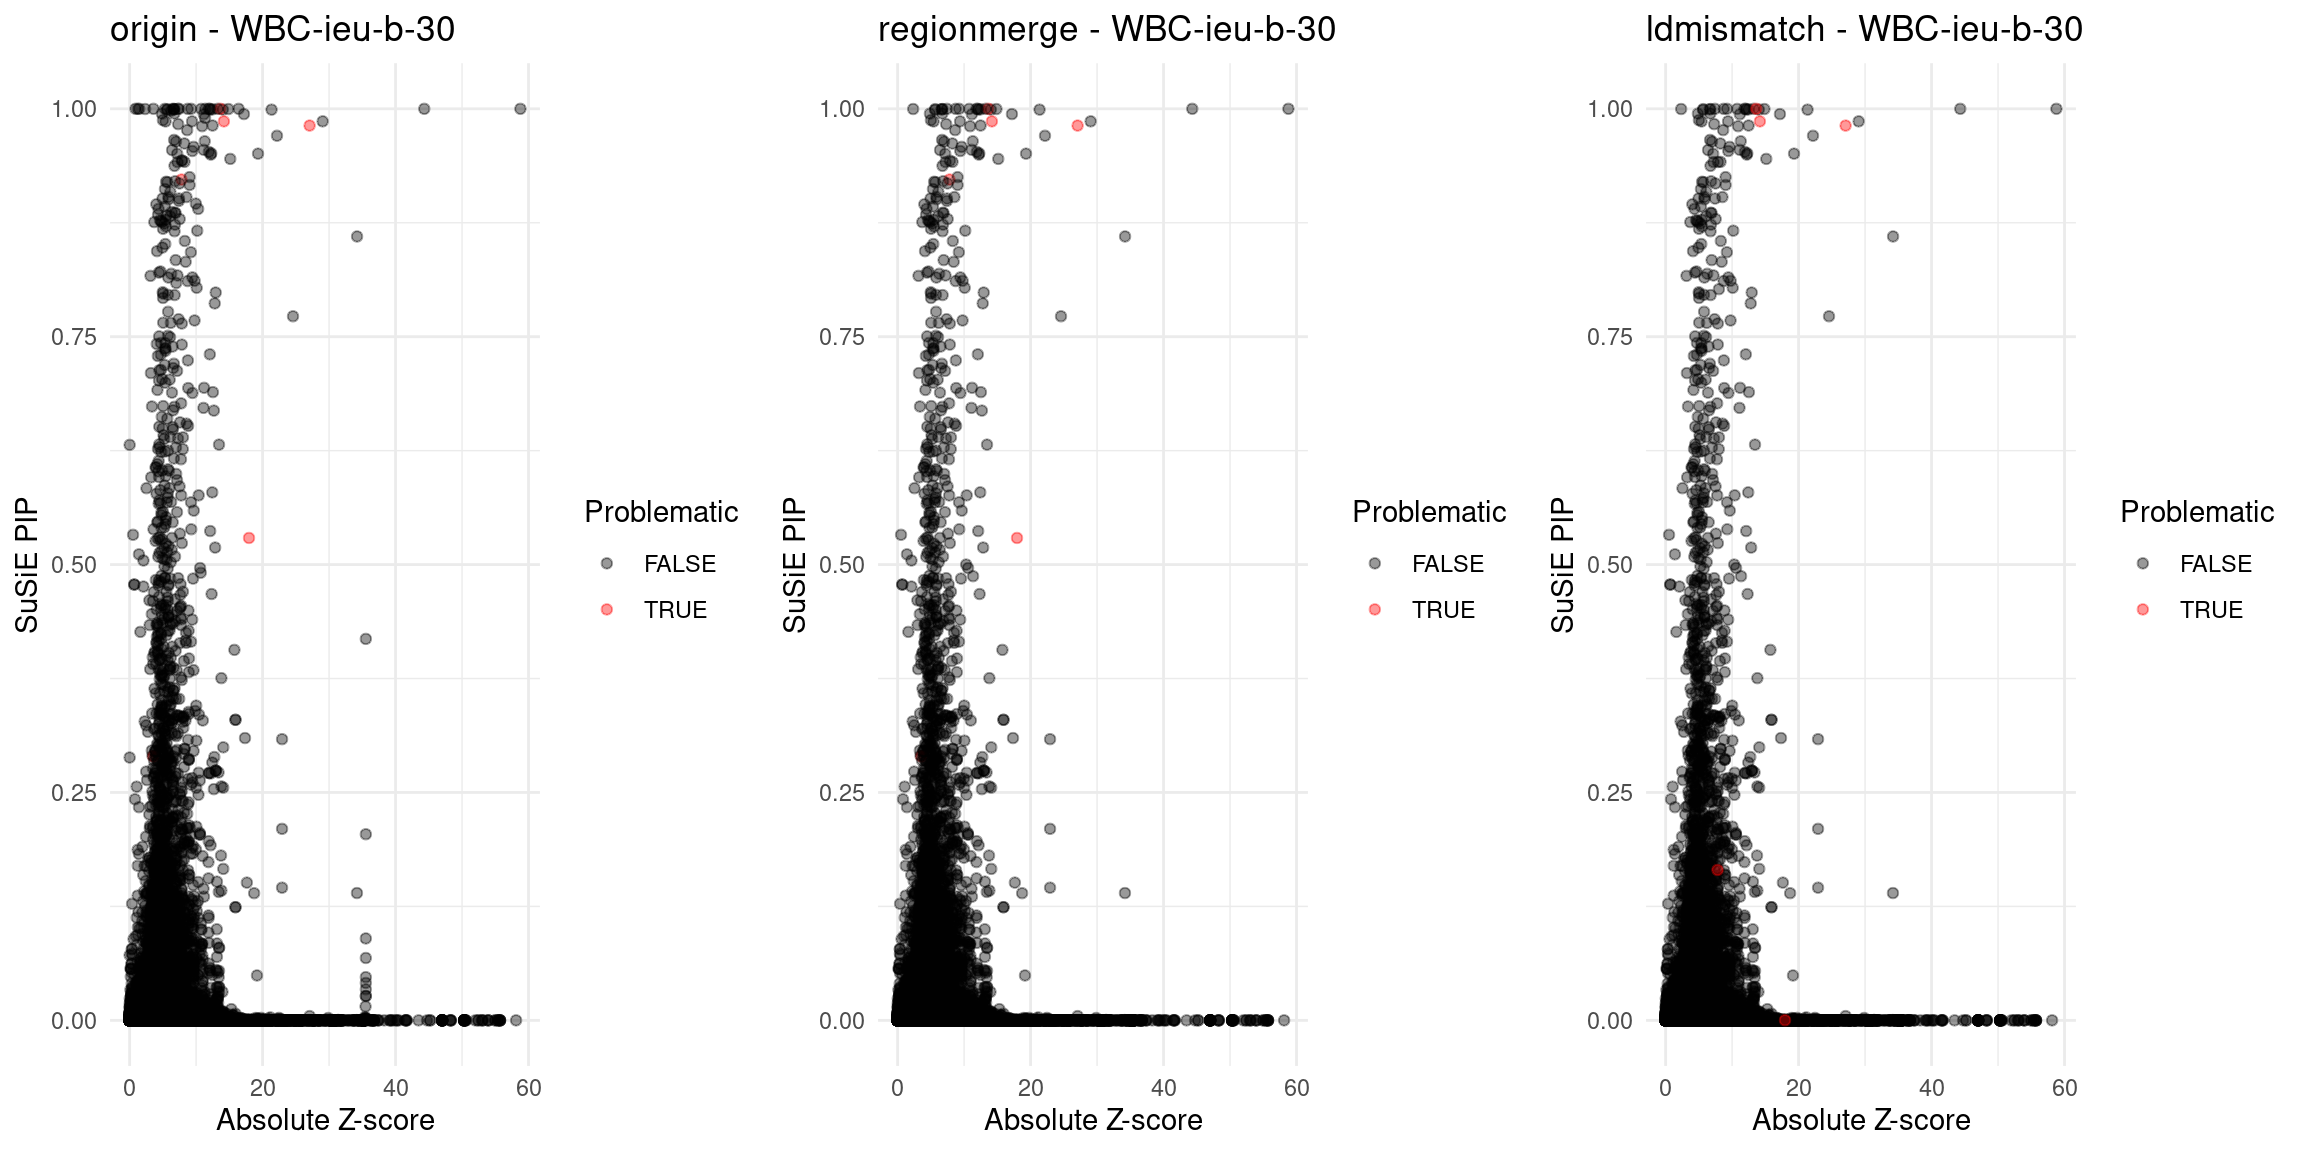 origin - WBC-ieu-b-30
SuSiE PIP
1.00
0.75
0.50
0.25
0.00
0 20 40 60
Absolute Z-score
Problematic
FALSE
TRUE
regionmerge - WBC-ieu-b-30
SuSiE PIP
1.00
0.75
0.50
0.25
0.00
0 20 40 60
Absolute Z-score
Problematic
FALSE
TRUE
ldmismatch - WBC-ieu-b-30
SuSiE PIP
1.00
0.75
0.50
0.25
0.00
0 20 40 60
Absolute Z-score
Problematic
FALSE
TRUE